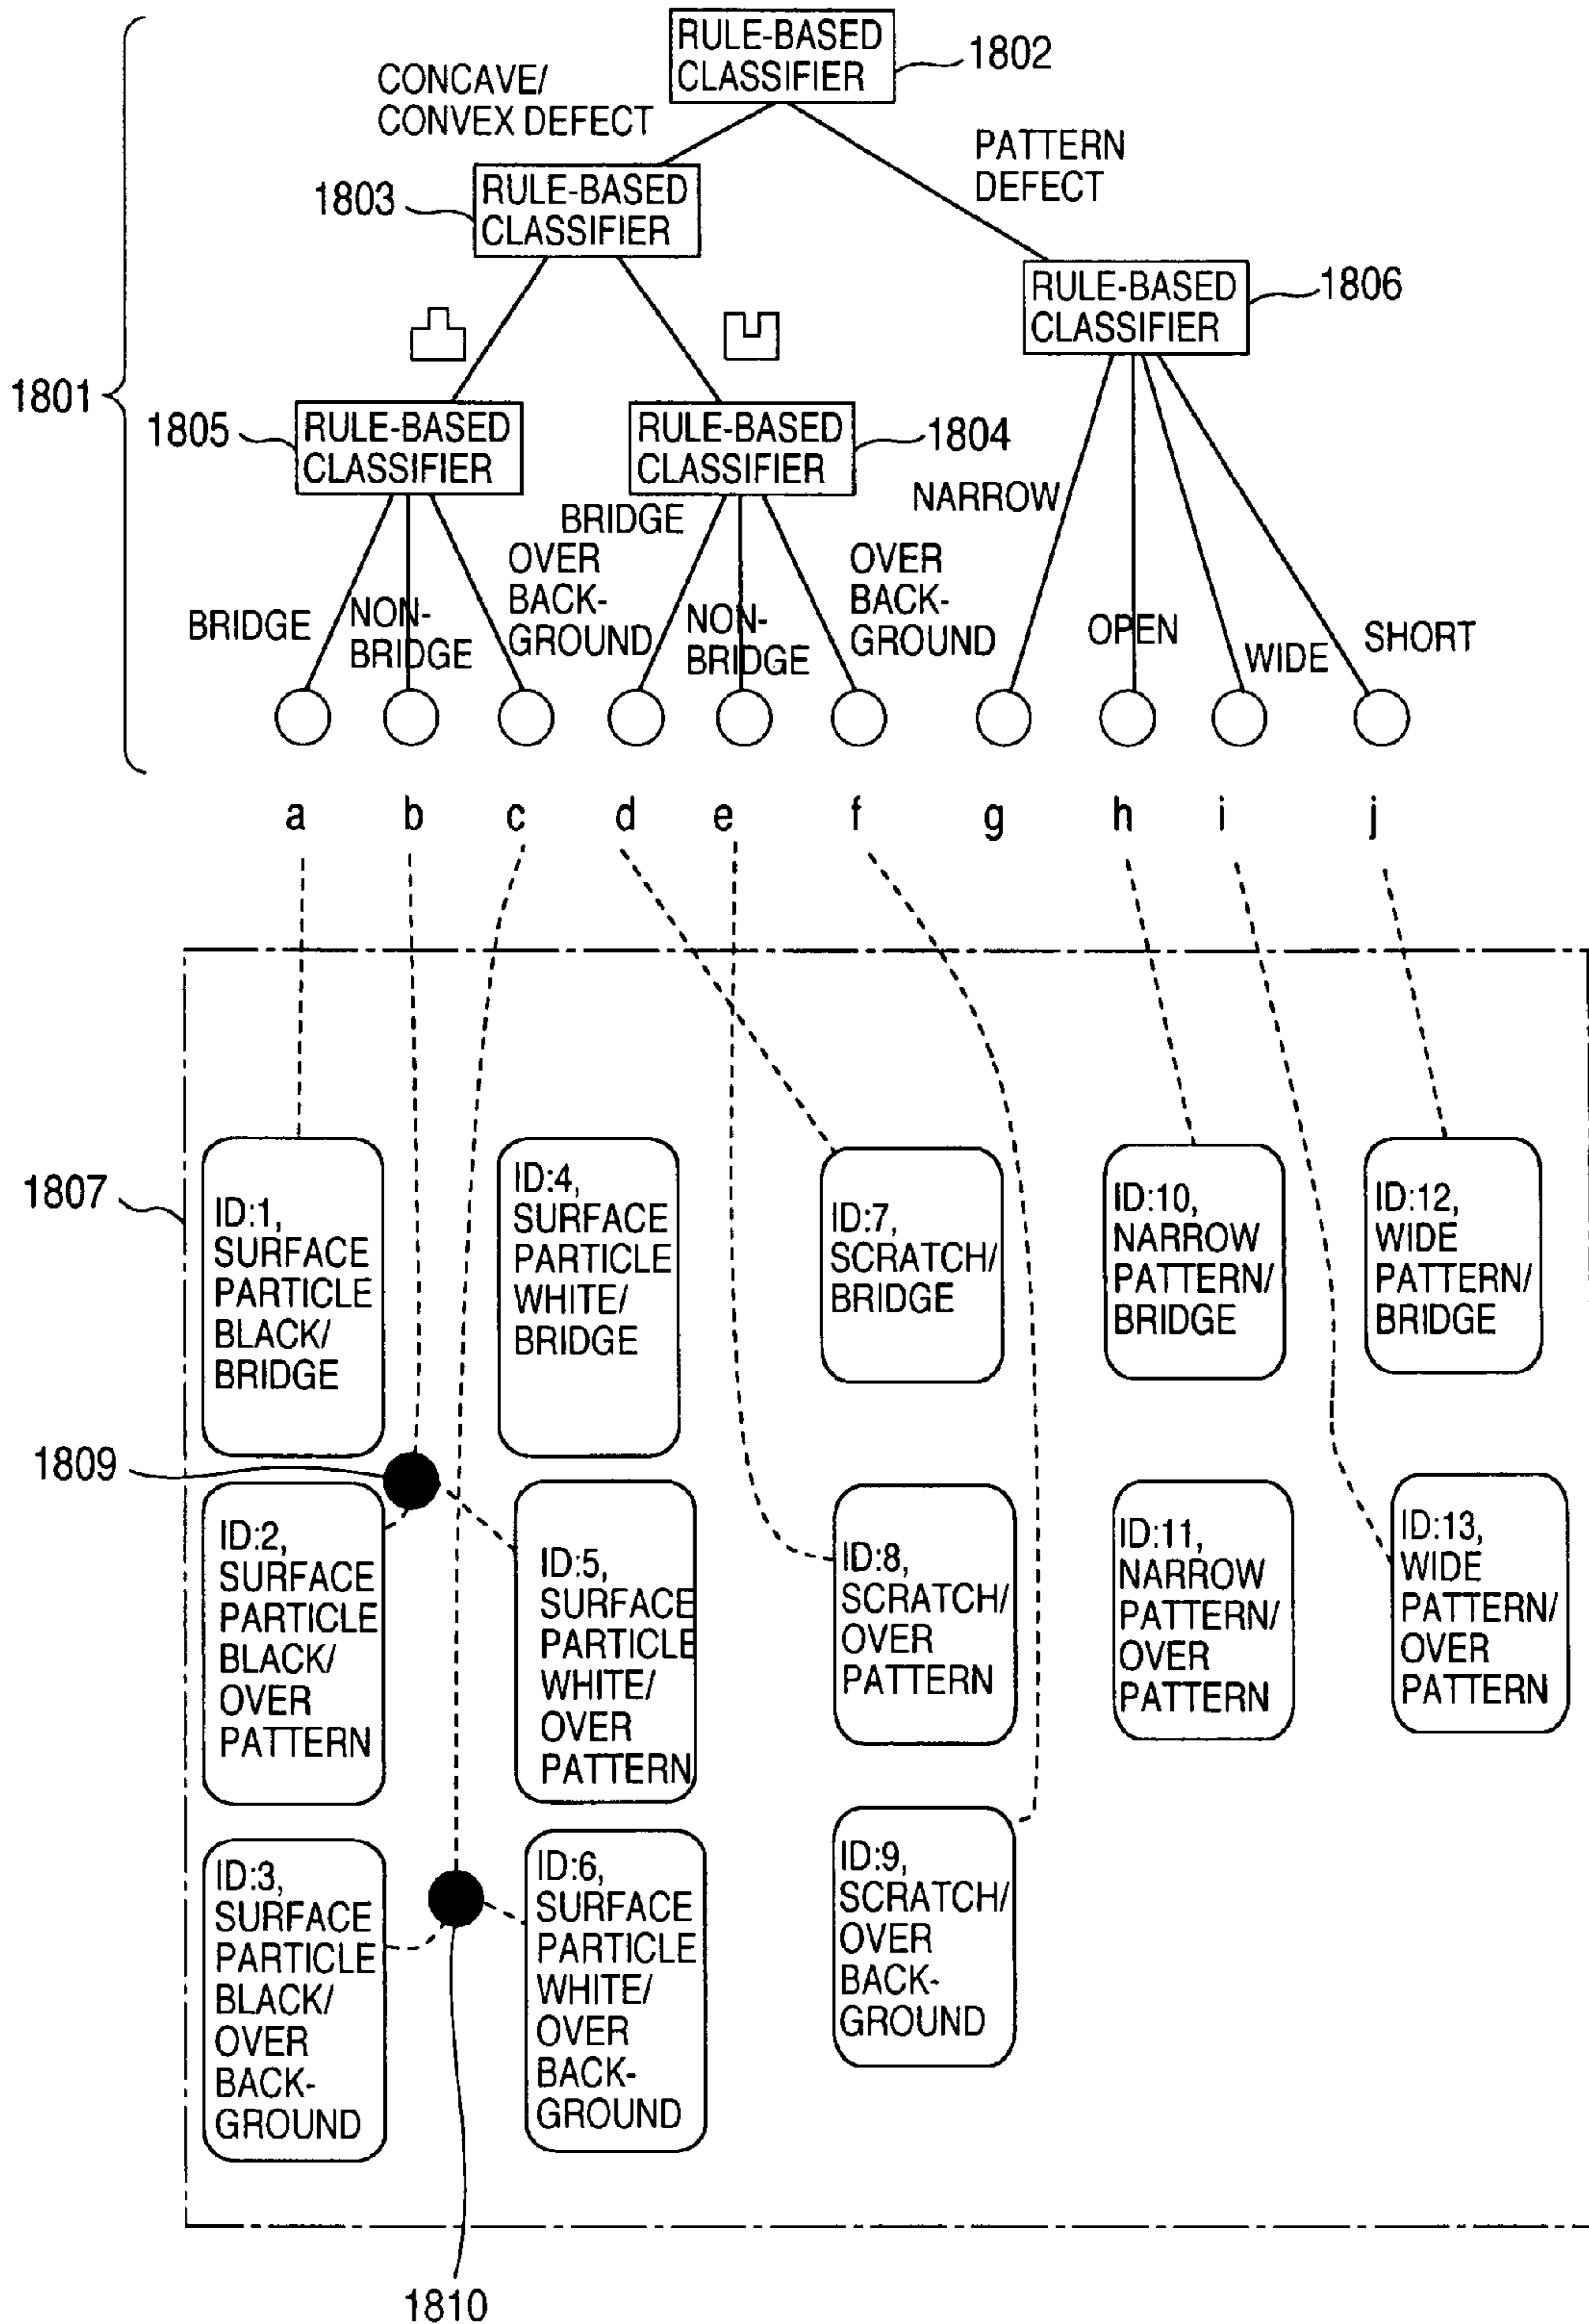 RULE-BASED
CLASSIFIER
1802
CONCAVE/
CONVEX DEFECT
PATTERN
DEFECT
1803
RULE-BASED
CLASSIFIER
RULE-BASED
CLASSIFIER
1806
1801
1805
RULE-BASED
CLASSIFIER
RULE-BASED
CLASSIFIER
1804
BRIDGE
NON-
BRIDGE
OVER
BACK-
GROUND
BRIDGE
NON-
BRIDGE
OVER
BACK-
GROUND
NARROW
OPEN
WIDE
SHORT
a b c d e f g h i j
1807
ID:1,
SURFACE
PARTICLE
BLACK/
BRIDGE
ID:4,
SURFACE
PARTICLE
WHITE/
BRIDGE
ID:7,
SCRATCH/
BRIDGE
ID:10,
NARROW
PATTERN/
BRIDGE
ID:12,
WIDE
PATTERN/
BRIDGE
1809
ID:2,
SURFACE
PARTICLE
BLACK/
OVER
PATTERN
ID:5,
SURFACE
PARTICLE
WHITE/
OVER
PATTERN
ID:8,
SCRATCH/
OVER
PATTERN
ID:11,
NARROW
PATTERN/
OVER
PATTERN
ID:13,
WIDE
PATTERN/
OVER
PATTERN
ID:3,
SURFACE
PARTICLE
BLACK/
OVER
BACK-
GROUND
ID:6,
SURFACE
PARTICLE
WHITE/
OVER
BACK-
GROUND
ID:9,
SCRATCH/
OVER
BACK-
GROUND
1810